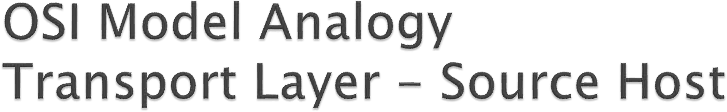 OSI Model Analogy
Transport Layer - Source Host